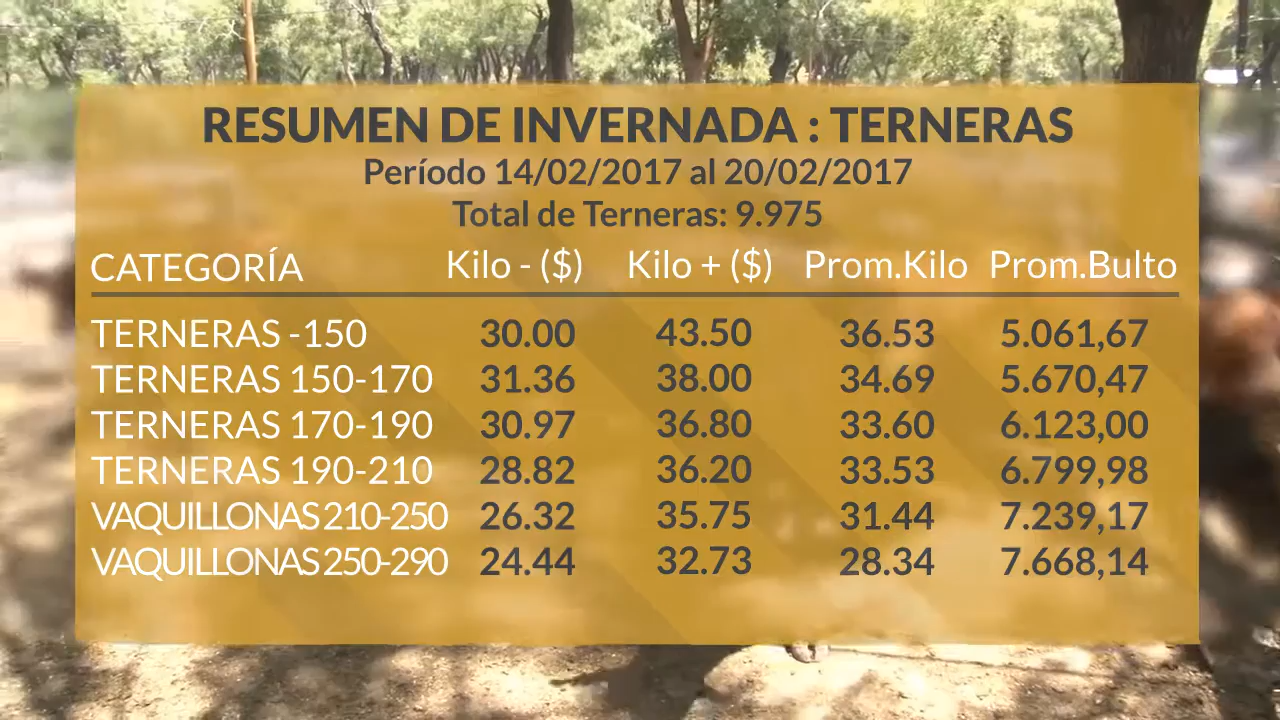 RESUMEN DE INVERNADA : TERNERAS
Período 14/02/2017 al 20/02/2017
Total de Terneras: 9.975
CATEGORÍA Kilo - ($) Kilo + ($) Prom.Kilo Prom.Bulto
TERNERAS -150 30.00 43.50 36.53 5.061,67
TERNERAS 150-170 31.36 38.00 34.69 5.670,47
TERNERAS 170-190 30.97 36.80 33.60 6.123,00
TERNERAS 190-210 28.82 36.20 33.53 6.799,98
VAQUILLONAS 210-250 26.32 35.75 31.44 7.239,17
VAQUILLONAS 250-290 24.44 32.73 28.34 7.668,14